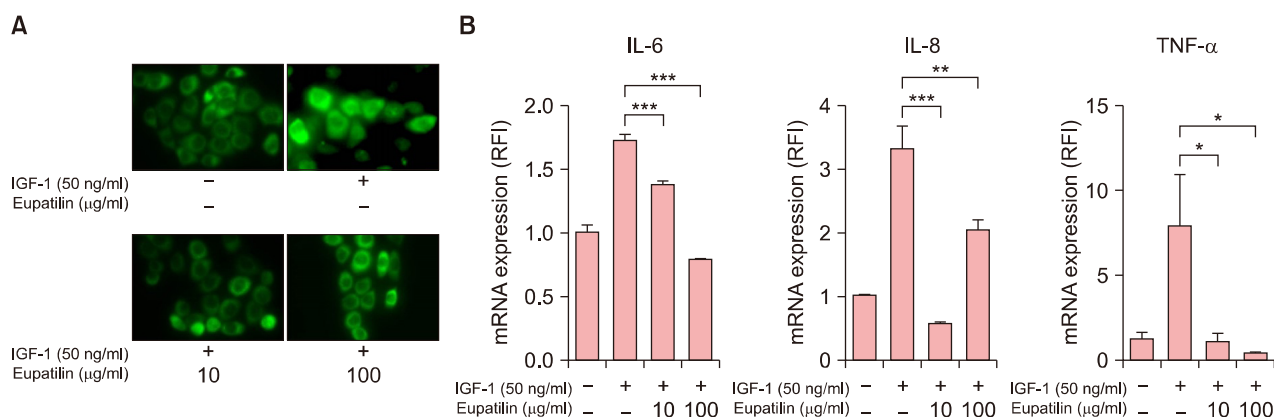 A
IGF-1 (50 ng/ml) − +
Eupatilin (μg/ml) − −
IGF-1 (50 ng/ml) + +
Eupatilin (μg/ml) 10 100
B
IL-6
mRNA expression (RFI)
2.0
1.5
1.0
0.5
0.0
***
***
IGF-1 (50 ng/ml) − + + +
Eupatilin (μg/ml) − − 10 100
IL-8
mRNA expression (RFI)
4
3
2
1
0
**
***
IGF-1 (50 ng/ml) − + + +
Eupatilin (μg/ml) − − 10 100
TNF-α
mRNA expression (RFI)
15
10
5
0
*
*
IGF-1 (50 ng/ml) − + + +
Eupatilin (μg/ml) − − 10 100